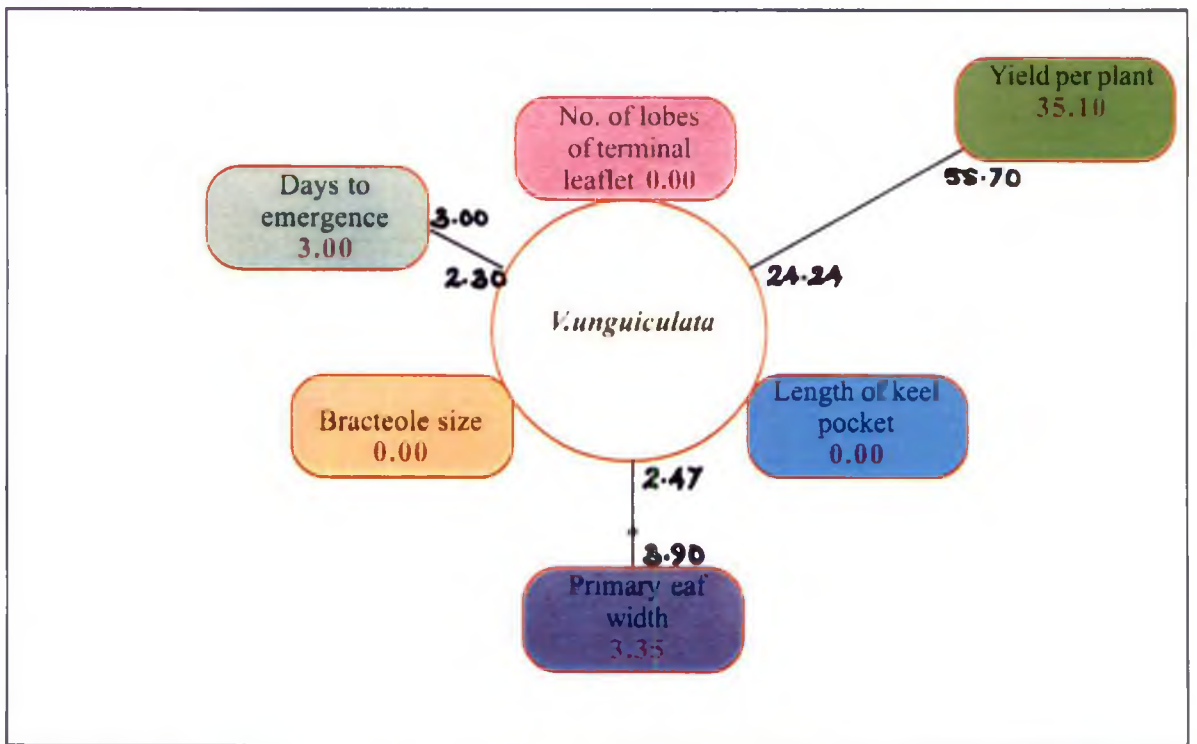 Yield per plant
35.10
No. of lobes
of terminal
leaflet 0.00
Days to
emergence
3.00
3.00
2.30
55.70
24.24
V.unguiculata
Bracteole size
0.00
Length of keel
pocket
0.00
2.47
3.90
Primary eaf
width
3.35